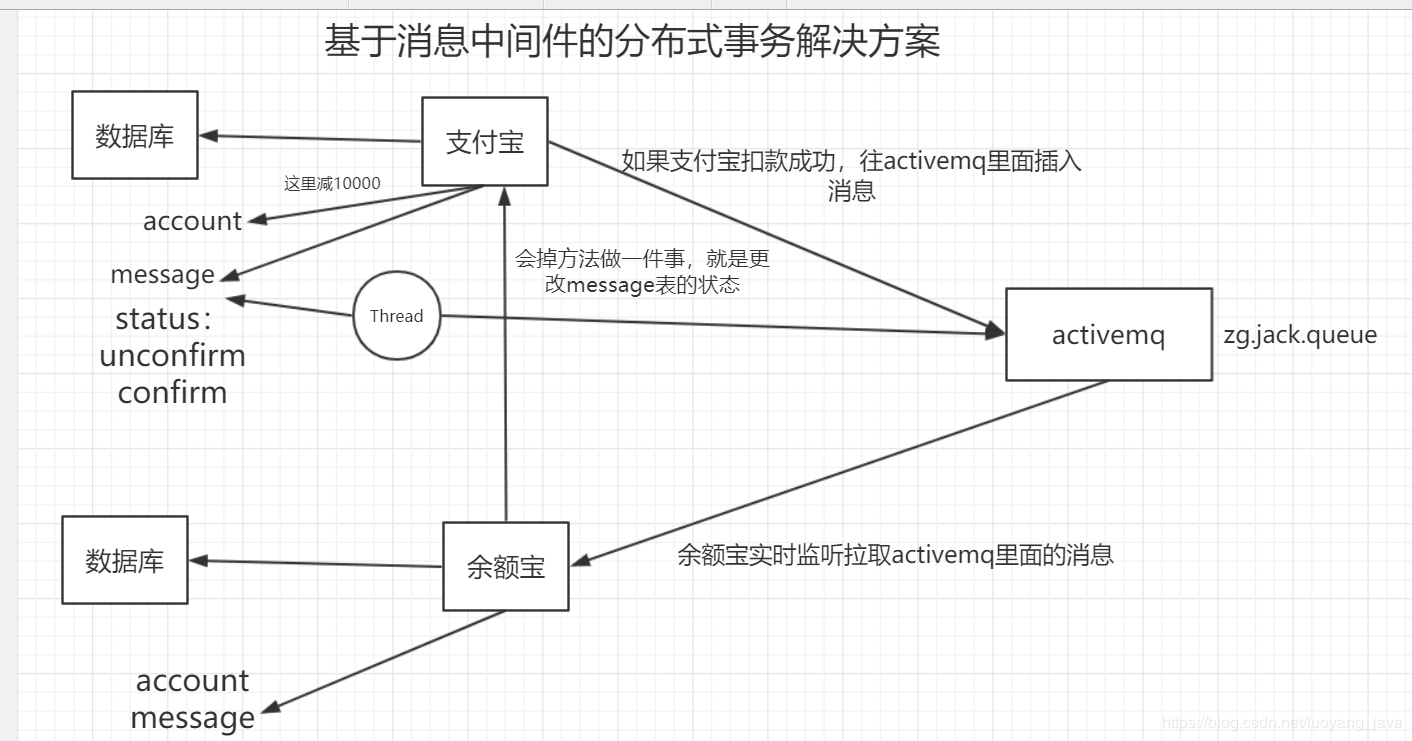 基于消息中间件的分布式事务解决方案
数据库
支付宝
如果支付宝扣款成功，往activemq里面插入
消息
这里减10000
account
message
会掉方法做一件事，就是更
改message表的状态
status：
unconfirm
confirm
Thread
activemq
zg.jack.queue
数据库
余额宝
余额宝实时监听拉取activemq里面的消息
account
message
https://blog.csdn.net/luoyang_java